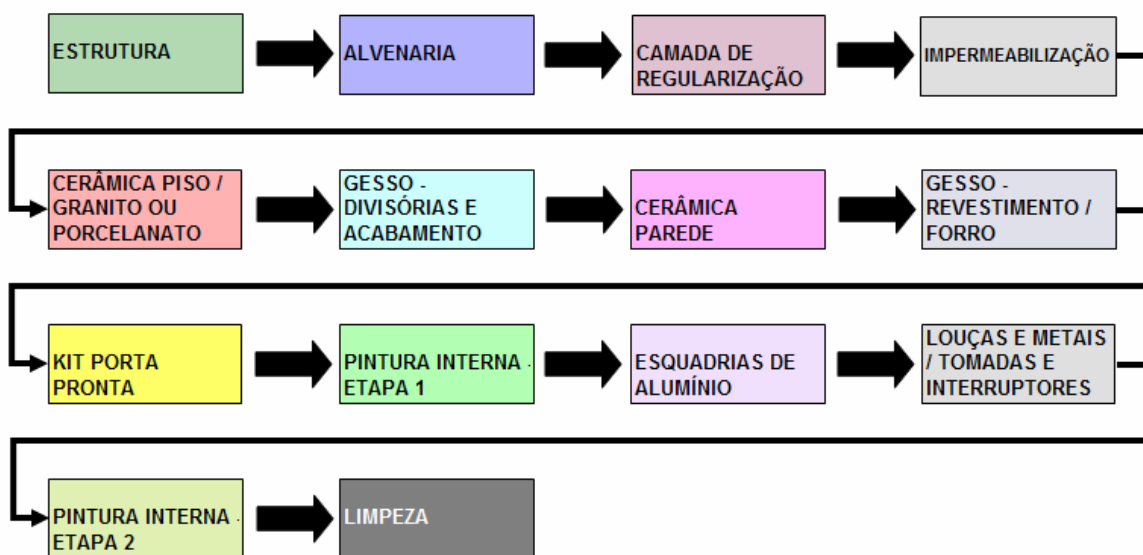 ESTRUTURA
ALVENARIA
CAMADA DE
REGULARIZAÇÃO
IMPERMEABILIZAÇÃO
CERÂMICA PISO /
GRANITO OU
PORCELANATO
GESSO -
DIVISÓRIAS E
ACABAMENTO
CERÂMICA
PAREDE
GESSO -
REVESTIMENTO /
FORRO
KIT PORTA
PRONTA
PINTURA INTERNA -
ETAPA 1
ESQUADRIAS DE
ALUMÍNIO
LOUÇAS E METAIS
/ TOMADAS E
INTERRUPTORES
PINTURA INTERNA -
ETAPA 2
LIMPEZA